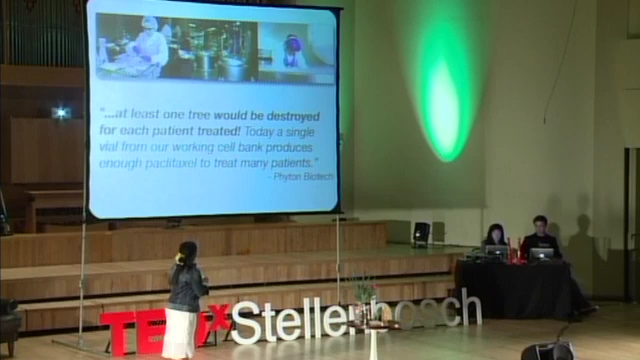 "...at least one tree would be destroyed
for each patient treated! Today a single
vial from our working cell bank produces
enough paclitaxel to treat many patients."
- Phyton Biotech
TEDxStellenbosch